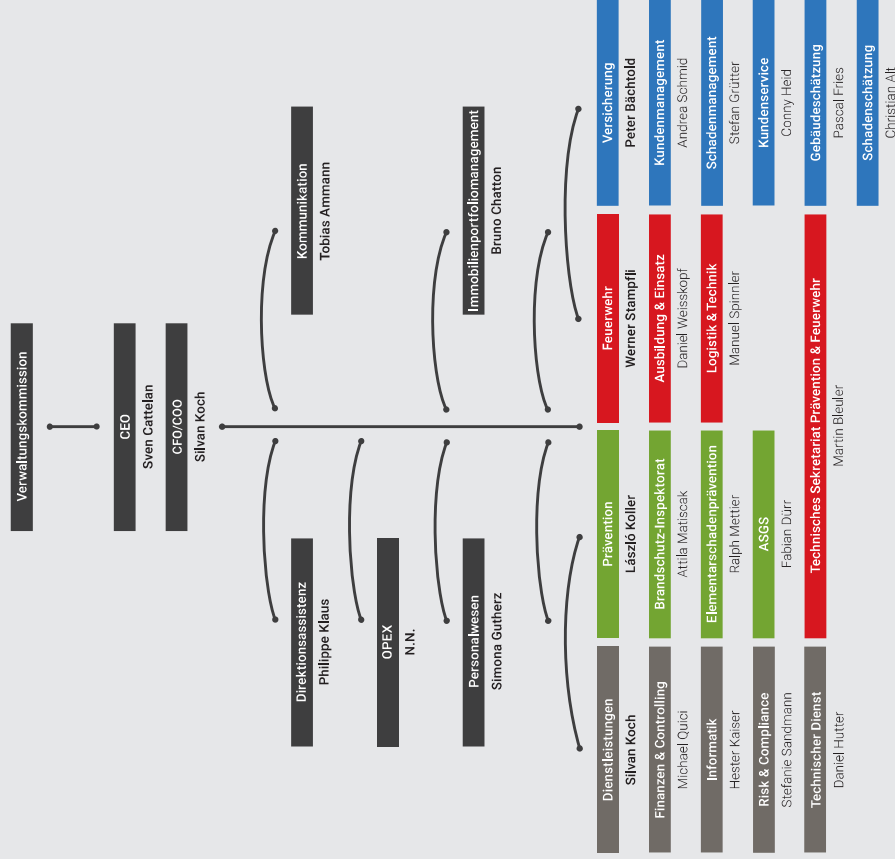 Verwaltungskommission
CEO
Sven Cattelan
CFO/COO
Silvan Koch
Direktionsassistenz
Philippe Klaus
Kommunikation
Tobias Ammann
OPEX
N.N.
Personalwesen
Simona Gutherz
Immobilienportfoliomanagement
Bruno Chatton
Dienstleistungen
Silvan Koch
Finanzen & Controlling
Michael Quici
Informatik
Hester Kaiser
Risk & Compliance
Stefanie Sandmann
Technischer Dienst
Daniel Hutter
Prävention
László Koller
Brandschutz-Inspektorat
Attila Matiscak
Elementarschadenprävention
Ralph Mettier
ASGS
Fabian Dürr
Feuerwehr
Werner Stampfli
Ausbildung & Einsatz
Daniel Weisskopf
Logistik & Technik
Manuel Spinnler
Technisches Sekretariat Prävention & Feuerwehr
Martin Bleuler
Versicherung
Peter Bächtold
Kundenmanagement
Andrea Schmid
Schadenmanagement
Stefan Grütter
Kundenservice
Conny Heid
Gebäudeschätzung
Pascal Fries
Schadenschätzung
Christian Alt